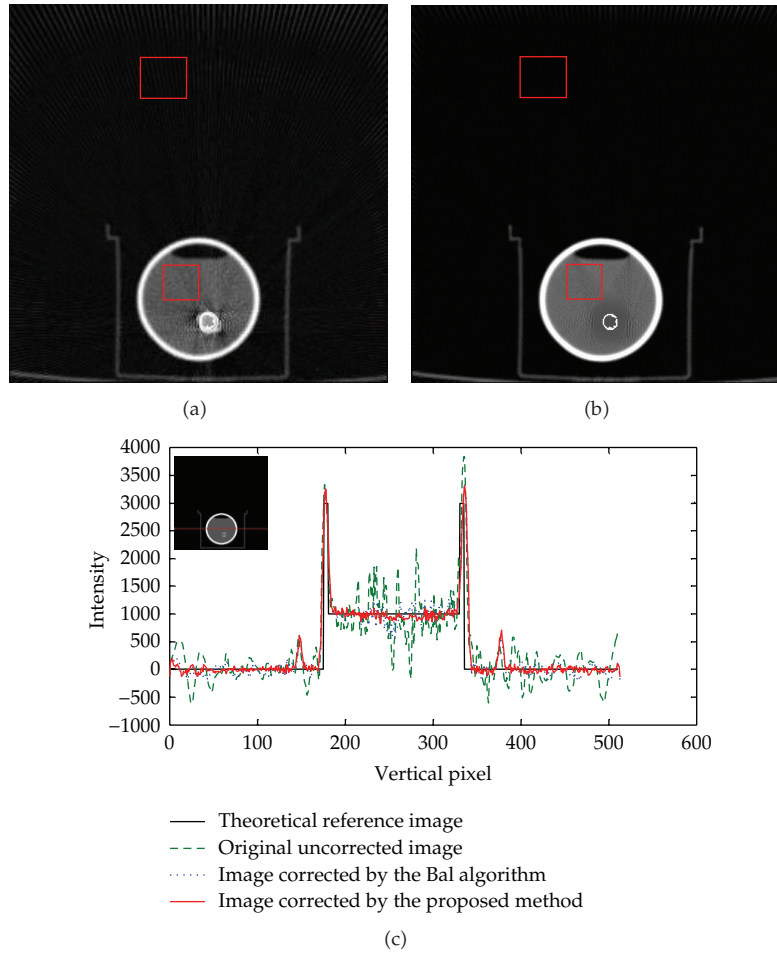 (a)
(b)
4000
3500
3000
2500
2000
1500
1000
500
0
−500
−1000
Intensity
0 100 200 300 400 500 600
Vertical pixel
Theoretical reference image
Original uncorrected image
Image corrected by the Bal algorithm
Image corrected by the proposed method
(c)